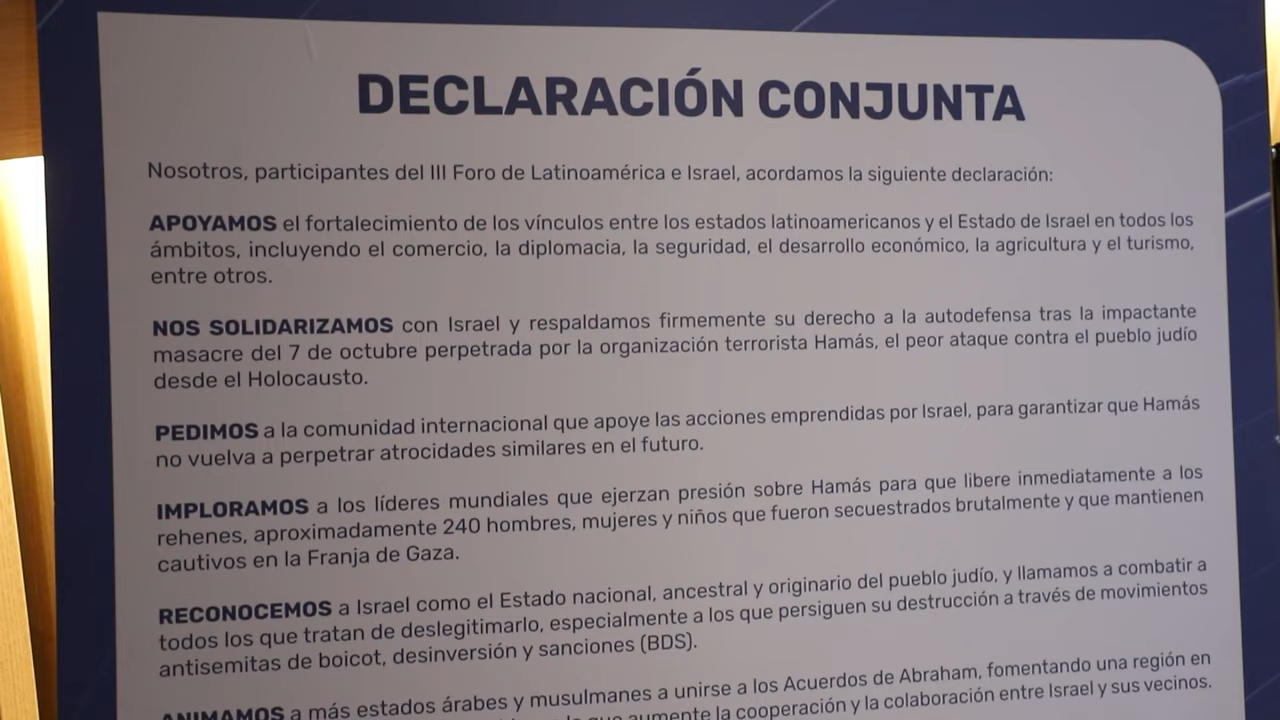 DECLARACIÓN CONJUNTA
Nosotros, participantes del III Foro de Latinoamérica e Israel, acordamos la siguiente declaración:
APOYAMOS el fortalecimiento de los vínculos entre los estados latinoamericanos y el Estado de Israel en todos los
ámbitos, incluyendo el comercio, la diplomacia, la seguridad, el desarrollo económico, la agricultura y el turismo,
entre otros.
NOS SOLIDARIZAMOS con Israel y respaldamos firmemente su derecho a la autodefensa tras la impactante
masacre del 7 de octubre perpetrada por la organización terrorista Hamás, el peor ataque contra el pueblo judío
desde el Holocausto.
PEDIMOS a la comunidad internacional que apoye las acciones emprendidas por Israel, para garantizar que Hamás
no vuelva a perpetrar atrocidades similares en el futuro.
IMPLORAMOS a los líderes mundiales que ejerzan presión sobre Hamás para que libere inmediatamente a los
rehenes, aproximadamente 240 hombres, mujeres y niños que fueron secuestrados brutalmente y que mantienen
cautivos en la Franja de Gaza.
RECONOCEMOS a Israel como el Estado nacional, ancestral y originario del pueblo judío, y llamamos a combatir a
todos los que tratan de deslegitimarlo, especialmente a los que persiguen su destrucción a través de movimientos
antisemitas de boicot, desinversión y sanciones (BDS).
ANIMAMOS a más estados árabes y musulmanes a unirse a los Acuerdos de Abraham, fomentando una región en
que aumente la cooperación y la colaboración entre Israel y sus vecinos.